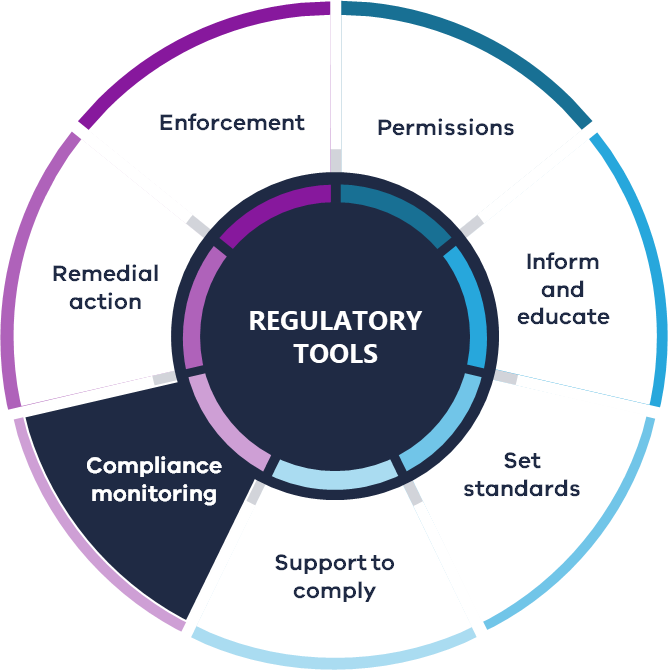 REGULATORY
TOOLS
Permissions
Inform
and
educate
Set
standards
Support to
comply
Compliance
monitoring
Remedial
action
Enforcement